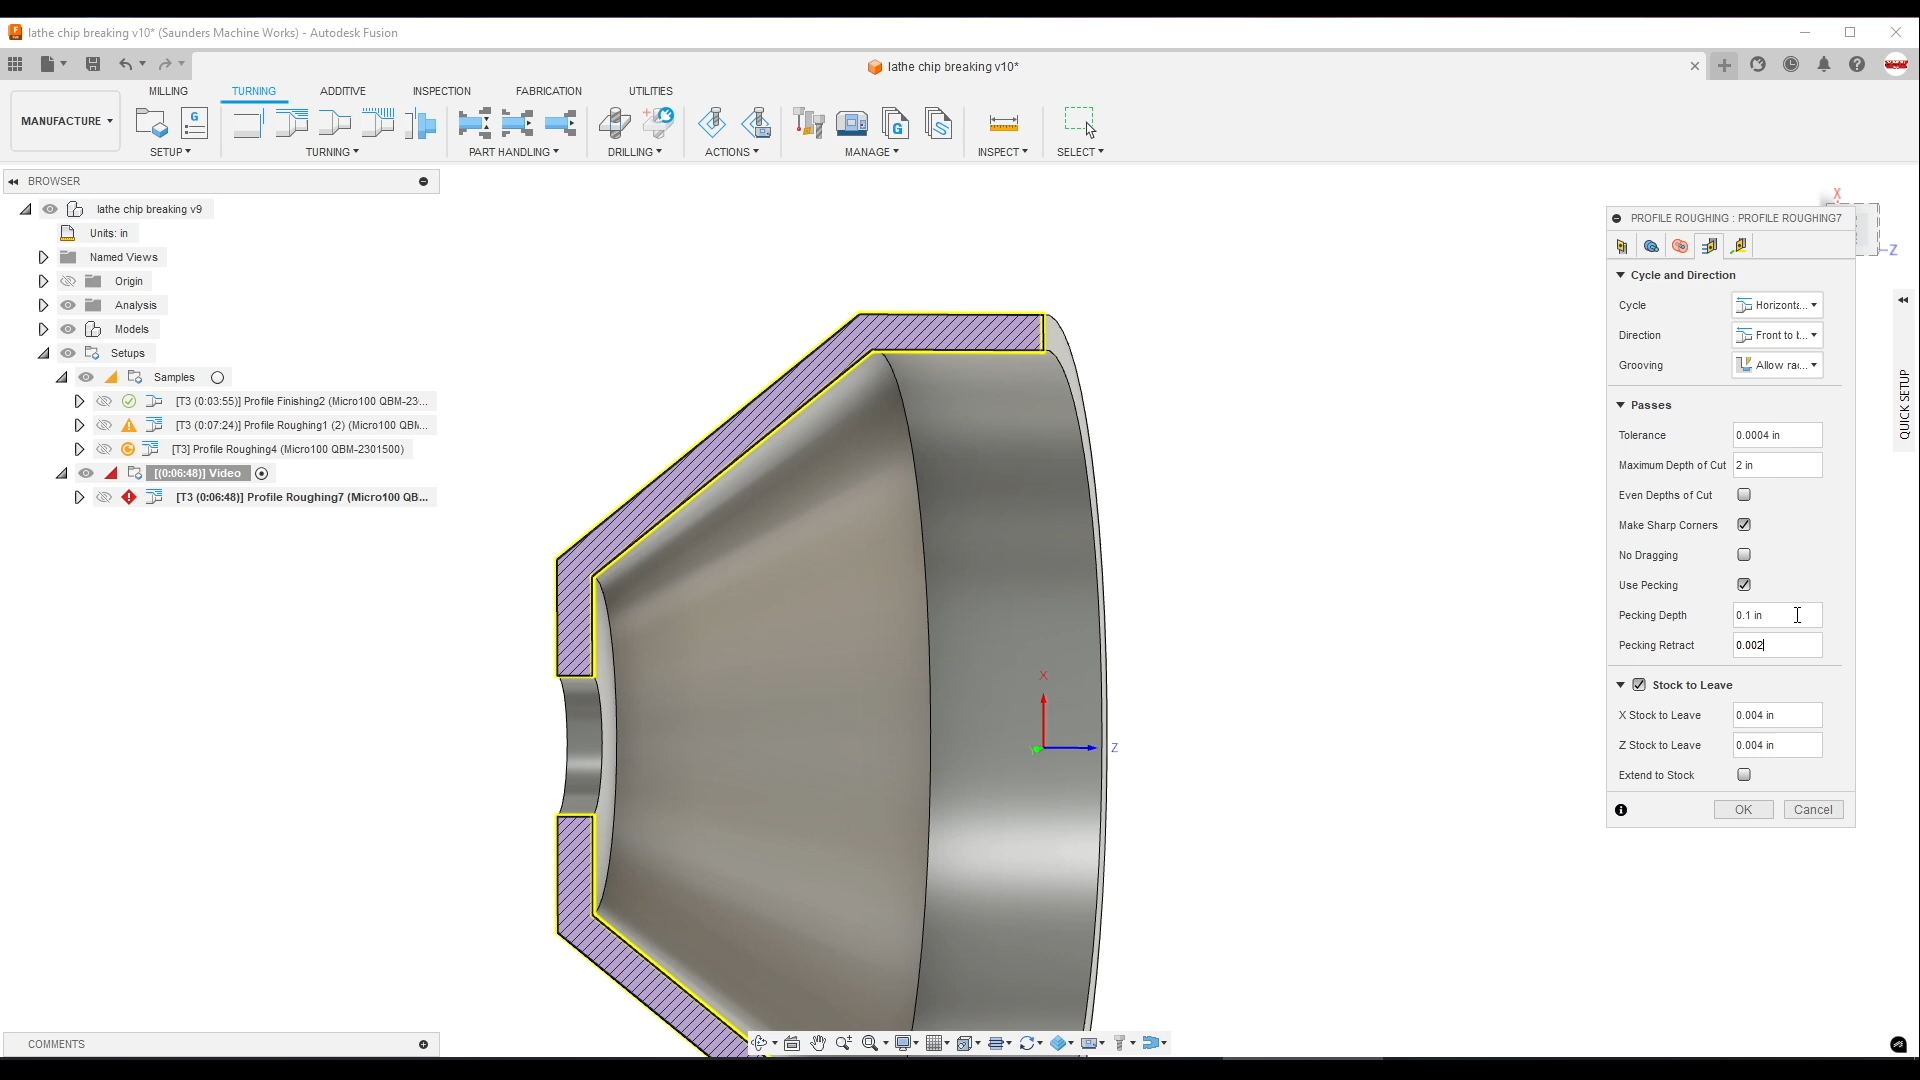 lathe chip breaking v10* (Saunders Machine Works) - Autodesk Fusion
lathe chip breaking v10*
MANUFACTURE
MILLING
TURNING
ADDITIVE
INSPECTION
FABRICATION
UTILITIES
SETUP
TURNING
PART HANDLING
DRILLING
ACTIONS
MANAGE
INSPECT
SELECT
BROWSER
lathe chip breaking v9
Units: in
Named Views
Origin
Analysis
Models
Setups
Samples
[T3 (0:03:55)] Profile Finishing2 (Micro100 QBM-23...
[T3 (0:07:24)] Profile Roughing1 (2) (Micro100 QBM...
[T3] Profile Roughing4 (Micro100 QBM-2301500)
[(0:06:48)] Video
[T3 (0:06:48)] Profile Roughing7 (Micro100 QB...
X
Z
X
Z
PROFILE ROUGHING : PROFILE ROUGHING7
Cycle and Direction
Cycle Horizonta...
Direction Front to b...
Grooving Allow ra...
Passes
Tolerance 0.0004 in
Maximum Depth of Cut 2 in
Even Depths of Cut
Make Sharp Corners
No Dragging
Use Pecking
Pecking Depth 0.1 in
Pecking Retract 0.002
Stock to Leave
X Stock to Leave 0.004 in
Z Stock to Leave 0.004 in
Extend to Stock
OK Cancel
QUICK SETUP
COMMENTS